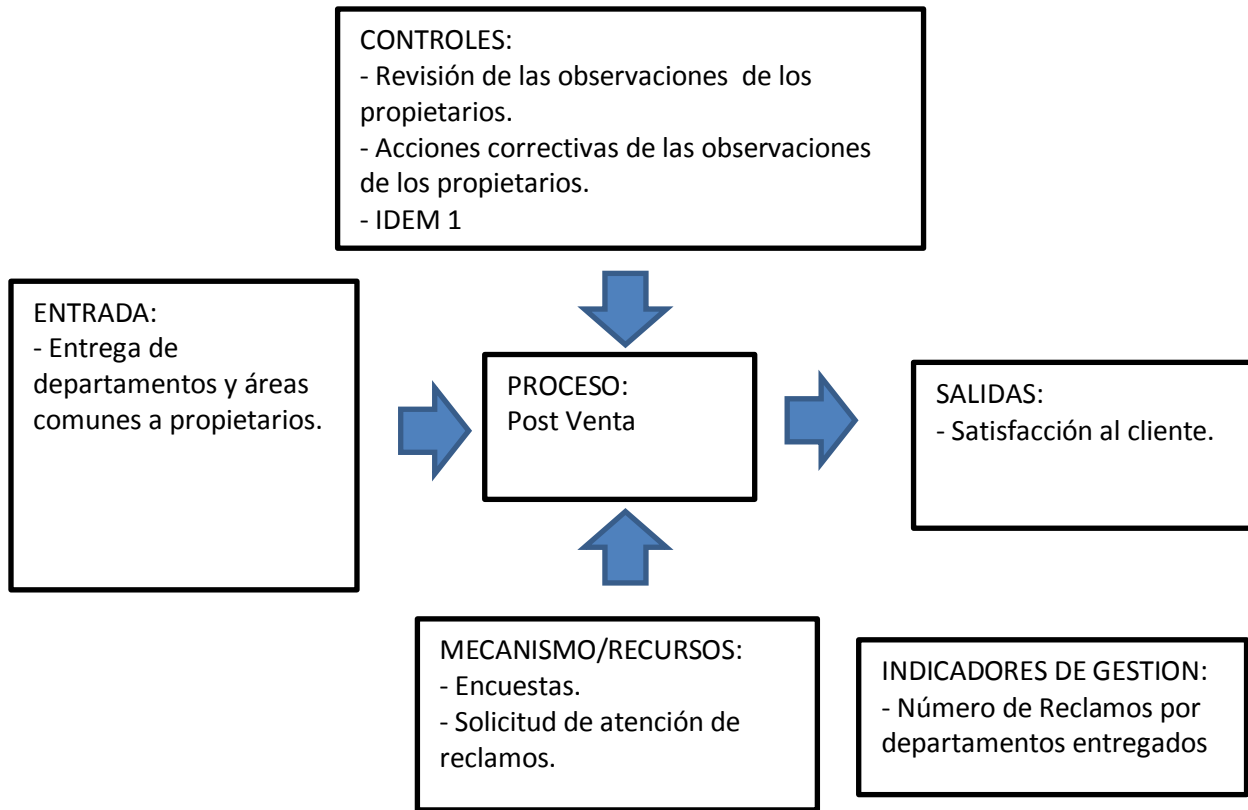 CONTROLES:
- Revisión de las observaciones de los
propietarios.
- Acciones correctivas de las observaciones
de los propietarios.
- IDEM 1
ENTRADA:
- Entrega de
departamentos y áreas
comunes a propietarios.
PROCESO:
Post Venta
SALIDAS:
- Satisfacción al cliente.
MECANISMO/RECURSOS:
- Encuestas.
- Solicitud de atención de
reclamos.
INDICADORES DE GESTION:
- Número de Reclamos por
departamentos entregados